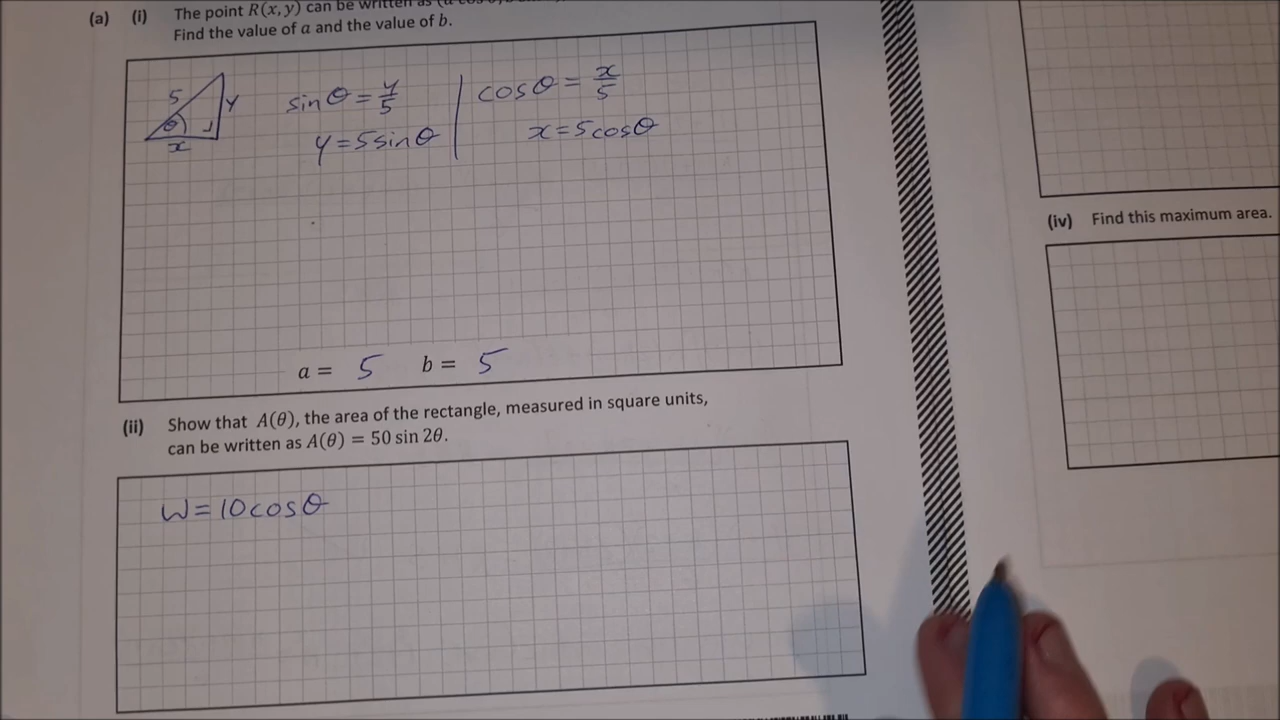 (a) (i) The point R(x, y) can be written as (a cos θ, b
Find the value of a and the value of b.
5 y θ x
sin θ = y/5
y = 5 sin θ
cos θ = x/5
x = 5 cos θ
a = 5 b = 5
(ii) Show that A(θ), the area of the rectangle, measured in square units,
can be written as A(θ) = 50 sin 2θ.
W = 10 cos θ
(iv) Find this maximum area.